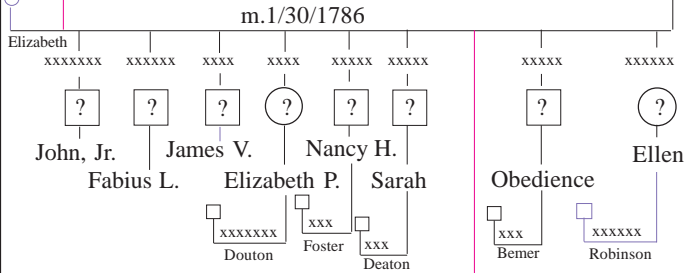 m.1/30/1786
Elizabeth
xxxxxxx xxxxxx xxxx xxxx xxxxx xxxxx xxxxx xxxxxx
? ? ? ? ? ? ? ?
John, Jr. James V. Nancy H. Ellen
Fabius L. Elizabeth P. Sarah Obedience
xxxxxxx xxx xxx xxx xxxxxx
Douton Foster Deaton Bemer Robinson